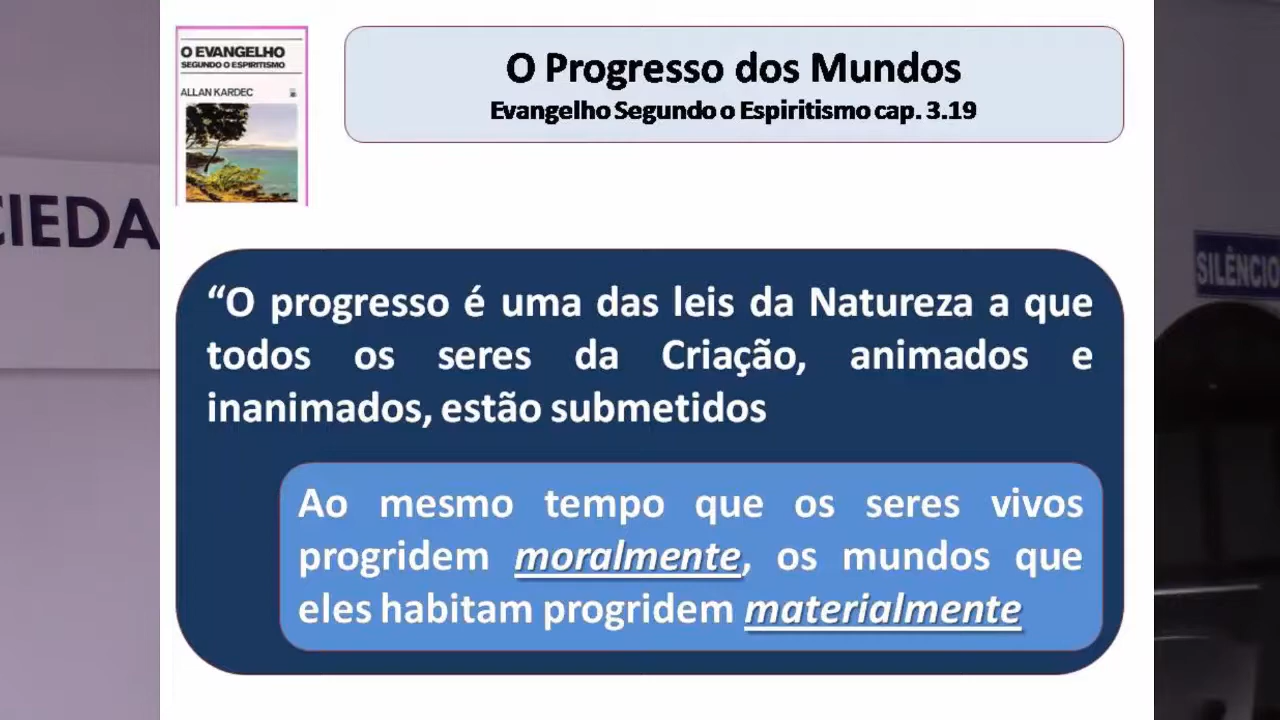 O EVANGELHO
SEGUNDO O ESPIRITISMO
ALLAN KARDEC
O Progresso dos Mundos
Evangelho Segundo o Espiritismo cap. 3.19
CIEDA
SILÊNCIO
“O progresso é uma das leis da Natureza a que
todos os seres da Criação, animados e
inanimados, estão submetidos
Ao mesmo tempo que os seres vivos
progridem moralmente, os mundos que
eles habitam progridem materialmente